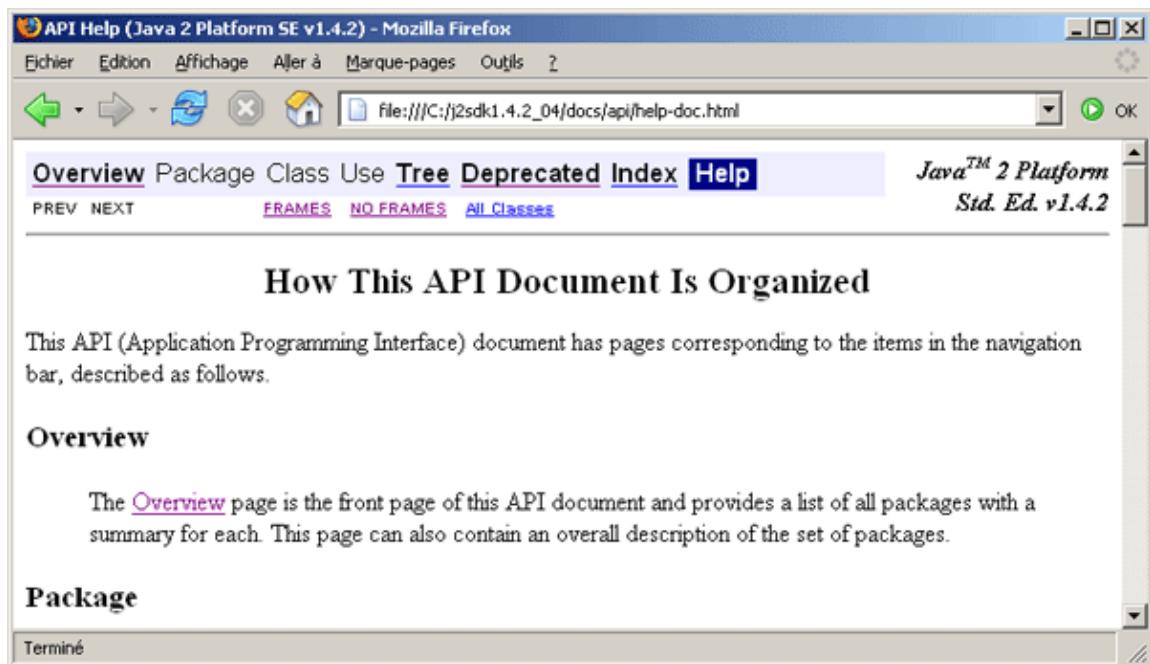 API Help (Java 2 Platform SE v1.4.2) - Mozilla Firefox
Fichier Edition Affichage Aller à Marque-pages Outils ?
file:///C:/j2sdk1.4.2_04/docs/api/help-doc.html OK
Overview Package Class Use Tree Deprecated Index Help
Java™ 2 Platform
Std. Ed. v1.4.2
PREV NEXT FRAMES NO FRAMES All Classes
How This API Document Is Organized
This API (Application Programming Interface) document has pages corresponding to the items in the navigation
bar, described as follows.
Overview
The Overview page is the front page of this API document and provides a list of all packages with a
summary for each. This page can also contain an overall description of the set of packages.
Package
Terminé